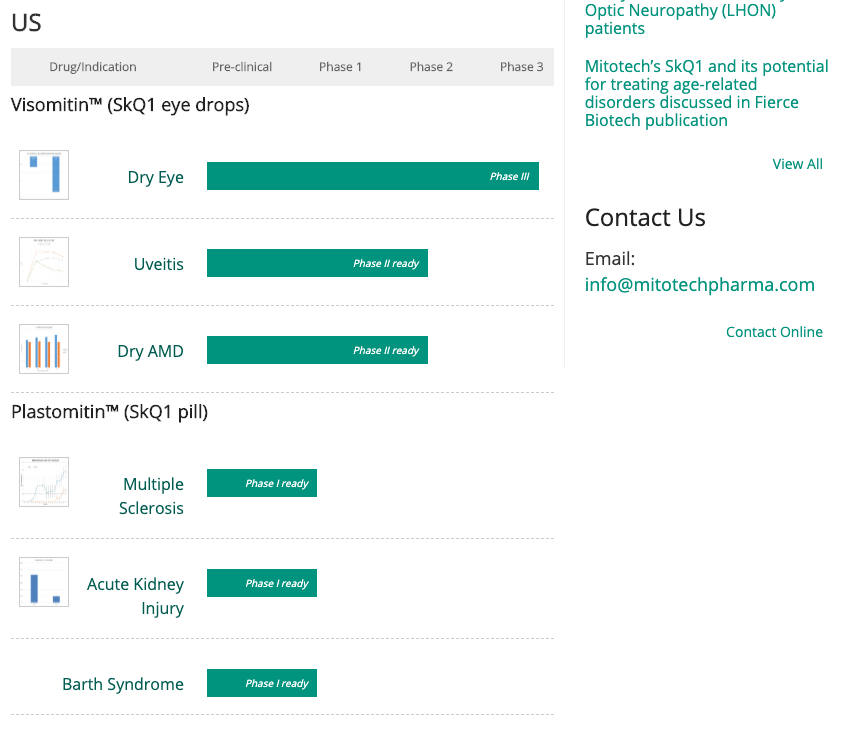 US
Drug/Indication Pre-clinical Phase 1 Phase 2 Phase 3
Visomitin™ (SkQ1 eye drops)
Dry Eye Phase III
Uveitis Phase II ready
Dry AMD Phase II ready
Plastomitin™ (SkQ1 pill)
Multiple Phase I ready
Sclerosis
Acute Kidney Phase I ready
Injury
Barth Syndrome Phase I ready
Optic Neuropathy (LHON)
patients
Mitotech’s SkQ1 and its potential
for treating age-related
disorders discussed in Fierce
Biotech publication
View All
Contact Us
Email:
info@mitotechpharma.com
Contact Online